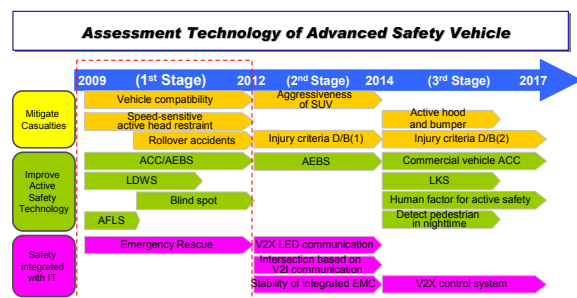 Assessment Technology of Advanced Safety Vehicle
2009 (1st Stage) 2012 (2nd Stage) 2014 (3rd Stage) 2017
Mitigate
Casualties
Vehicle compatibility
Aggressiveness
of SUV
Speed-sensitive
active head restraint
Active hood
and bumper
Rollover accidents
Injury criteria D/B(1)
Injury criteria D/B(2)
Improve
Active
Safety
Technology
ACC/AEBS
AEBS
Commercial vehicle ACC
LDWS
LKS
Blind spot
Human factor for active safety
AFLS
Detect pedestrian
in nighttime
Safety
integrated
with IT
Emergency Rescue
V2X LED communication
Intersection based on
V2I communication
Stability of integrated EMC
V2X control system